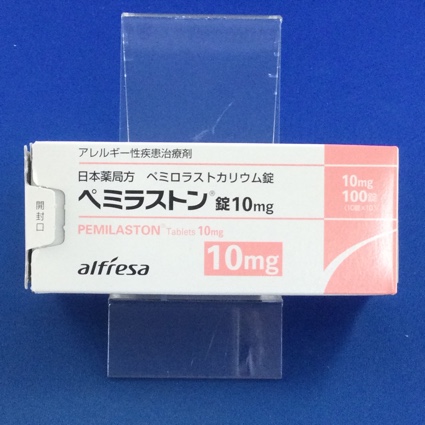 アレルギー性疾患治療剤
日本薬局方 ペミロラストカリウム錠
ペミラストン®錠10mg
PEMILASTON® Tablets 10mg
10mg
alfresa
10mg
100錠
開封口